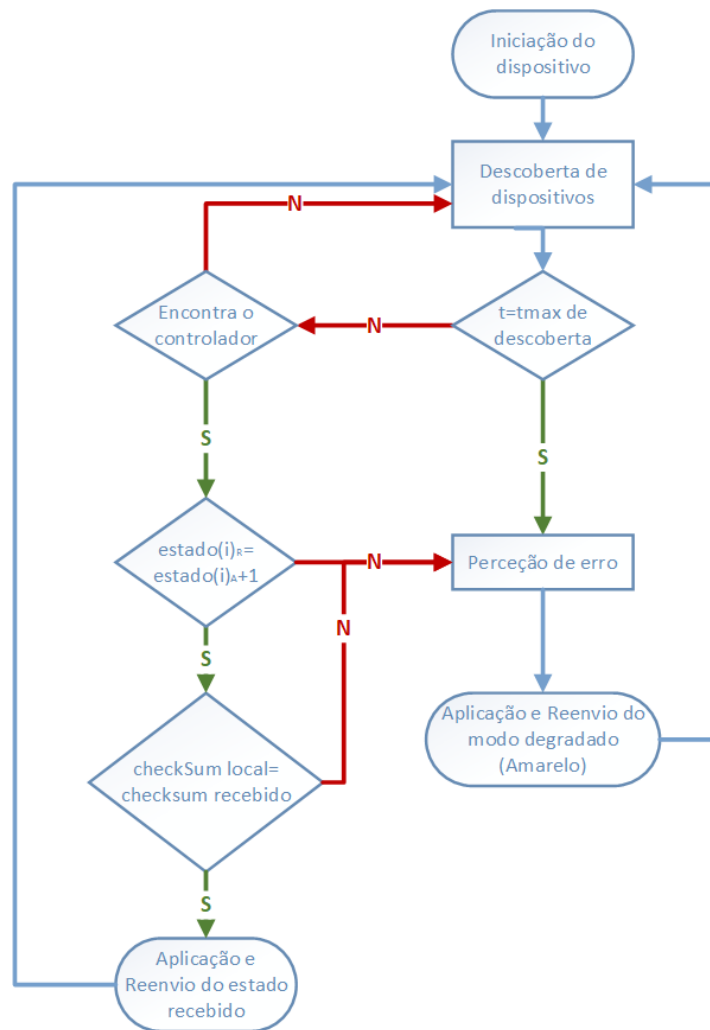 Iniciação do
dispositivo
Descoberta de
dispositivos
N
Encontra o
controlador
N
t=tmax de
descoberta
S
S
estado(i)R=
estado(i)A+1
N
Perceção de erro
N
S
Aplicação e Reenvio do
modo degradado
(Amarelo)
checkSum local=
checksum recebido
S
Aplicação e
Reenvio do estado
recebido